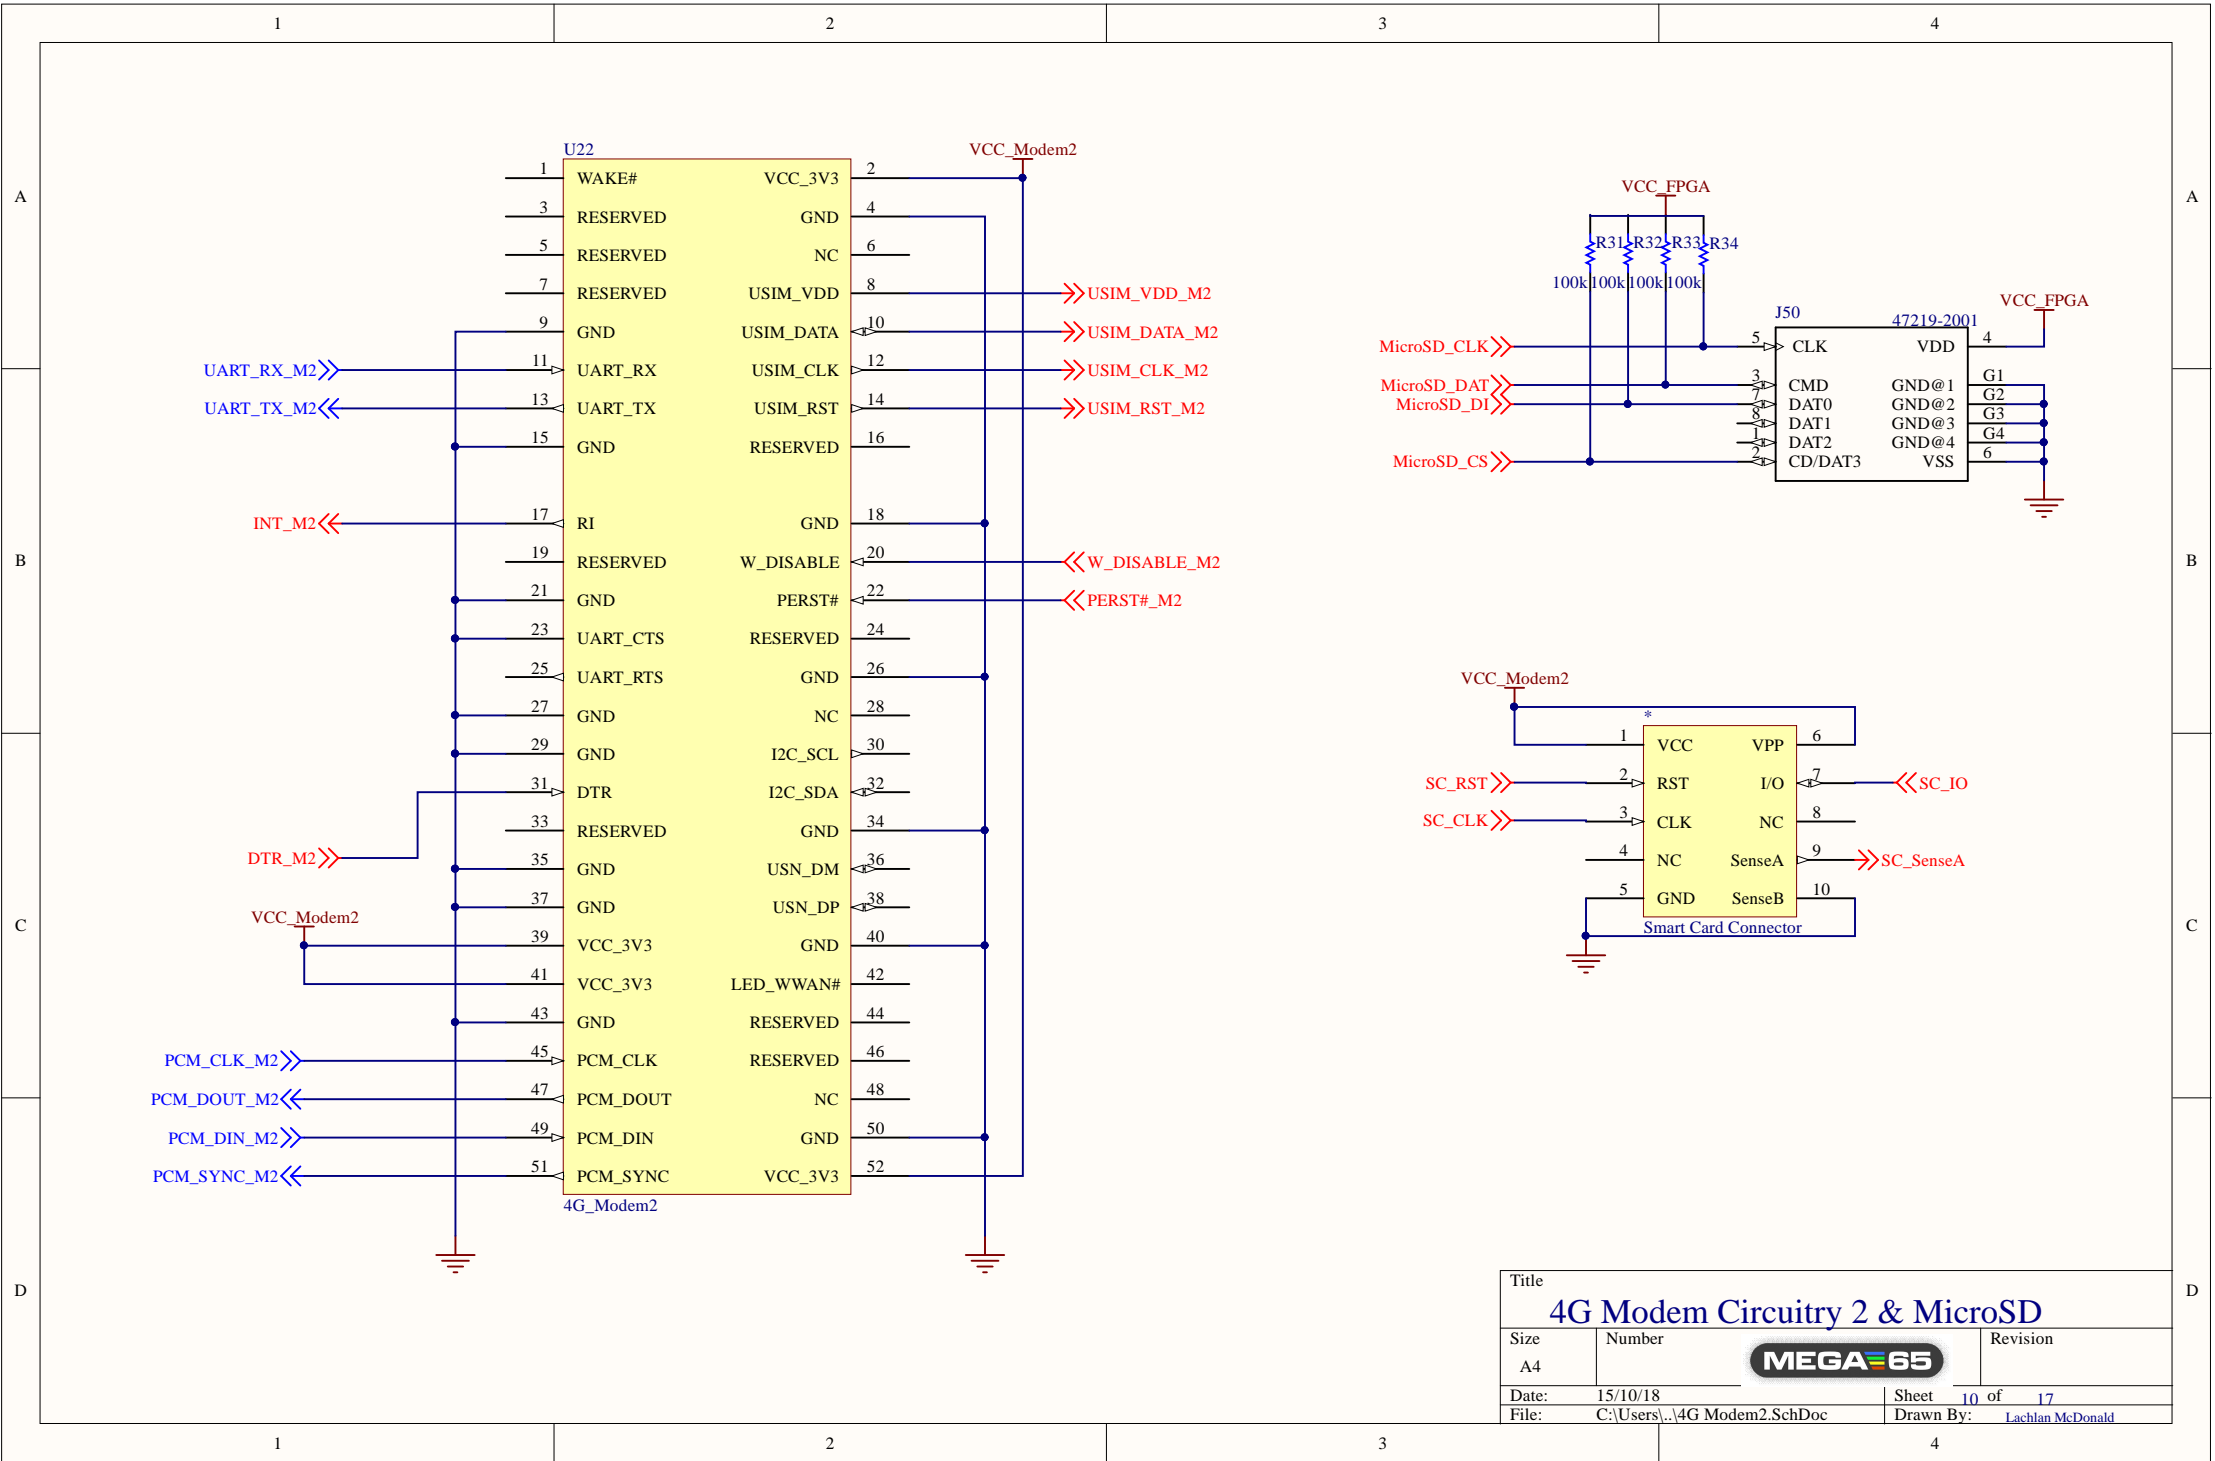 1 2 3 4
A A
B B
C C
D D
U22
VCC_Modem2
1 WAKE# VCC_3V3 2
3 RESERVED GND 4
5 RESERVED NC 6
7 RESERVED USIM_VDD 8 USIM_VDD_M2
9 GND USIM_DATA 10 USIM_DATA_M2
UART_RX_M2 11 UART_RX USIM_CLK 12 USIM_CLK_M2
UART_TX_M2 13 UART_TX USIM_RST 14 USIM_RST_M2
15 GND RESERVED 16
INT_M2 17 RI GND 18
19 RESERVED W_DISABLE 20 W_DISABLE_M2
21 GND PERST# 22 PERST#_M2
23 UART_CTS RESERVED 24
25 UART_RTS GND 26
27 GND NC 28
29 GND I2C_SCL 30
31 DTR I2C_SDA 32
33 RESERVED GND 34
DTR_M2
35 GND USN_DM 36
37 GND USN_DP 38
VCC_Modem2
39 VCC_3V3 GND 40
41 VCC_3V3 LED_WWAN# 42
43 GND RESERVED 44
PCM_CLK_M2 45 PCM_CLK RESERVED 46
PCM_DOUT_M2 47 PCM_DOUT NC 48
PCM_DIN_M2 49 PCM_DIN GND 50
PCM_SYNC_M2 51 PCM_SYNC VCC_3V3 52
4G_Modem2
VCC_FPGA
R31 R32 R33 R34
100k 100k 100k 100k
VCC_FPGA
J50
47219-2001
MicroSD_CLK 5 CLK VDD 4
MicroSD_DAT 3 CMD GND@1 G1
MicroSD_DI 7 DAT0 GND@2 G2
8 DAT1 GND@3 G3
1 DAT2 GND@4 G4
MicroSD_CS 2 CD/DAT3 VSS 6
VCC_Modem2
*
1 VCC VPP 6
SC_RST 2 RST I/O 7 SC_IO
SC_CLK 3 CLK NC 8
4 NC SenseA 9 SC_SenseA
5 GND SenseB 10
Smart Card Connector
Title
4G Modem Circuitry 2 & MicroSD
Size Number Revision
A4
MEGA 65
Date: 15/10/18 Sheet 10 of 17
File: C:\Users\..\4G Modem2.SchDoc Drawn By: Lachlan McDonald
1 2 3 4